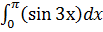 ∫₀^π (sin 3x)dx